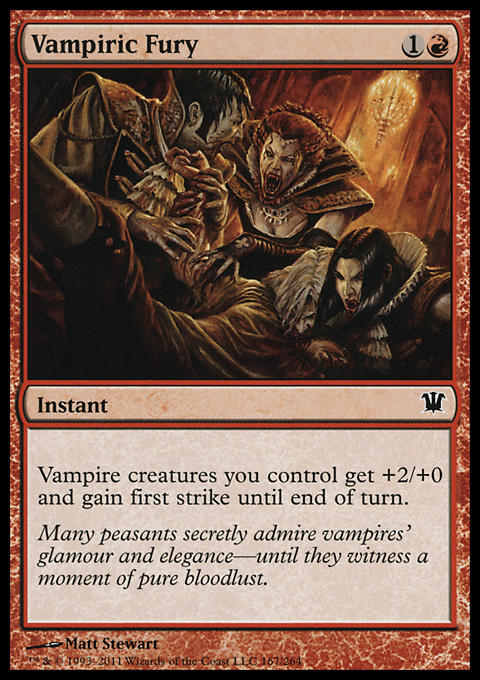 Vampiric Fury 1
Instant
Vampire creatures you control get +2/+0
and gain first strike until end of turn.
Many peasants secretly admire vampires’
glamour and elegance—until they witness a
moment of pure bloodlust.
Matt Stewart
™ & © 1993–2011 Wizards of the Coast LLC 167/264